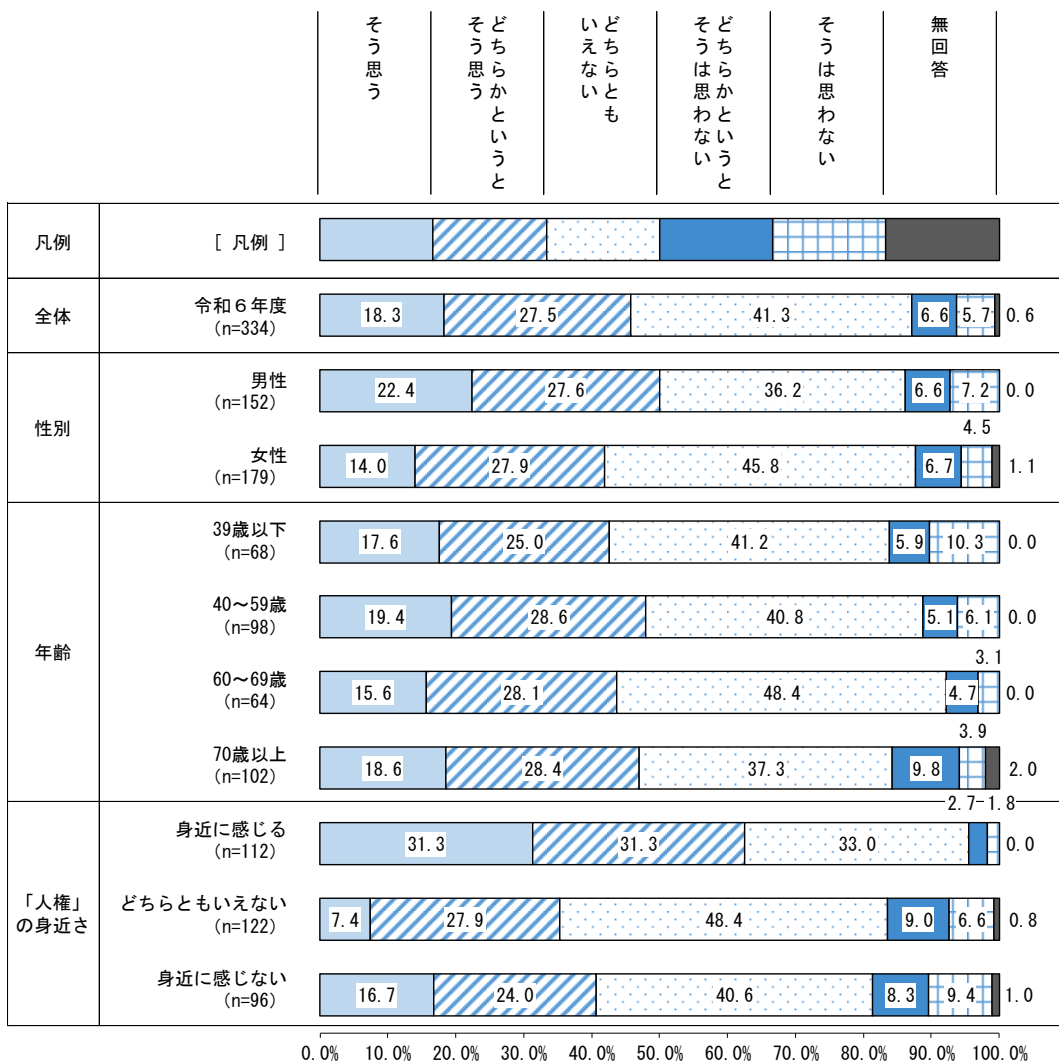 そう思う
どちらかというと
そう思う
どちらとも
いえない
どちらかというと
そうは思わない
そうは思わない
無回答
凡例
[ 凡例 ]
全体
令和６年度
(n=334)
18.3
27.5
41.3
6.6
5.7
0.6
性別
男性
(n=152)
22.4
27.6
36.2
6.6
7.2
0.0
女性
(n=179)
14.0
27.9
45.8
6.7
4.5
1.1
年齢
39歳以下
(n=68)
17.6
25.0
41.2
5.9
10.3
0.0
40～59歳
(n=98)
19.4
28.6
40.8
5.1
6.1
0.0
60～69歳
(n=64)
15.6
28.1
48.4
4.7
3.1
0.0
70歳以上
(n=102)
18.6
28.4
37.3
9.8
3.9
2.0
「人権」
の身近さ
身近に感じる
(n=112)
31.3
31.3
33.0
2.7
1.8
0.0
どちらともいえない
(n=122)
7.4
27.9
48.4
9.0
6.6
0.8
身近に感じない
(n=96)
16.7
24.0
40.6
8.3
9.4
1.0
0.0% 10.0% 20.0% 30.0% 40.0% 50.0% 60.0% 70.0% 80.0% 90.0% 100.0%